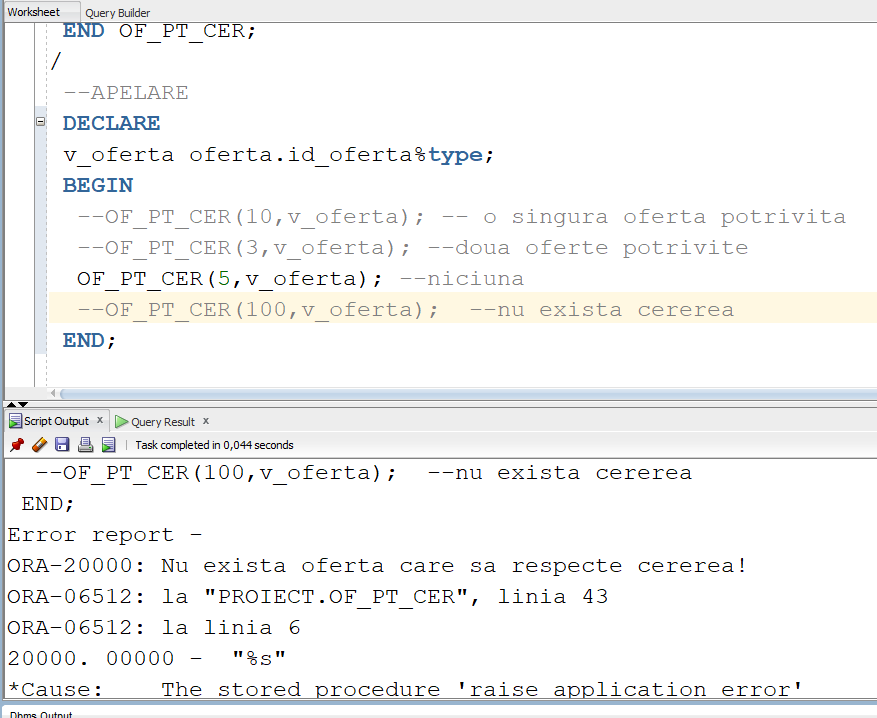 Worksheet Query Builder
END OF_PT_CER;
/
--APELARE
DECLARE
v_oferta oferta.id_oferta%type;
BEGIN
--OF_PT_CER(10,v_oferta); -- o singura oferta potrivita
--OF_PT_CER(3,v_oferta); --doua oferte potrivite
OF_PT_CER(5,v_oferta); --niciuna
--OF_PT_CER(100,v_oferta);  --nu exista cererea
END;
Script Output x Query Result x
Task completed in 0,044 seconds
--OF_PT_CER(100,v_oferta);  --nu exista cererea
END;
Error report -
ORA-20000: Nu exista oferta care sa respecte cererea!
ORA-06512: la "PROIECT.OF_PT_CER", linia 43
ORA-06512: la linia 6
20000. 00000 -  "%s"
*Cause:    The stored procedure 'raise_application_error'
Dbms Output